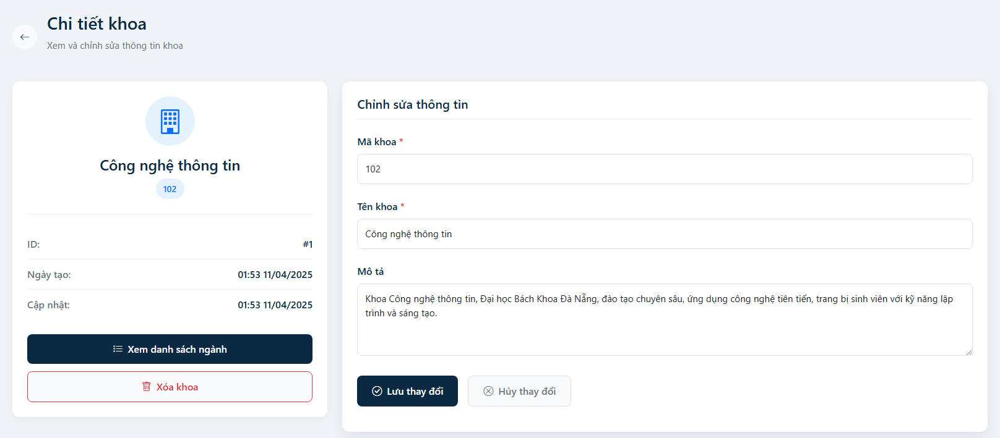 Chi tiết khoa
Xem và chỉnh sửa thông tin khoa
Công nghệ thông tin
102
ID: #1
Ngày tạo: 01:53 11/04/2025
Cập nhật: 01:53 11/04/2025
Xem danh sách ngành
Xóa khoa
Chỉnh sửa thông tin
Mã khoa *
102
Tên khoa *
Công nghệ thông tin
Mô tả
Khoa Công nghệ thông tin, Đại học Bách Khoa Đà Nẵng, đào tạo chuyên sâu, ứng dụng công nghệ tiên tiến, trang bị sinh viên với kỹ năng lập
trình và sáng tạo.
Lưu thay đổi
Hủy thay đổi